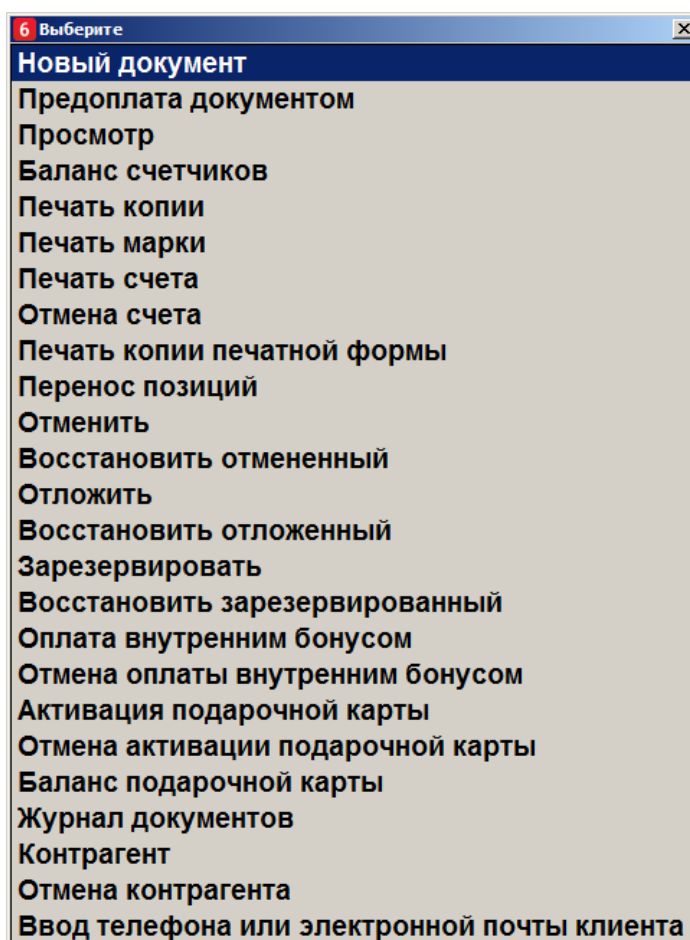 6 Выберите
Новый документ
Предоплата документом
Просмотр
Баланс счетчиков
Печать копии
Печать марки
Печать счета
Отмена счета
Печать копии печатной формы
Перенос позиций
Отменить
Восстановить отмененный
Отложить
Восстановить отложенный
Зарезервировать
Восстановить зарезервированный
Оплата внутренним бонусом
Отмена оплаты внутренним бонусом
Активация подарочной карты
Отмена активации подарочной карты
Баланс подарочной карты
Журнал документов
Контрагент
Отмена контрагента
Ввод телефона или электронной почты клиента